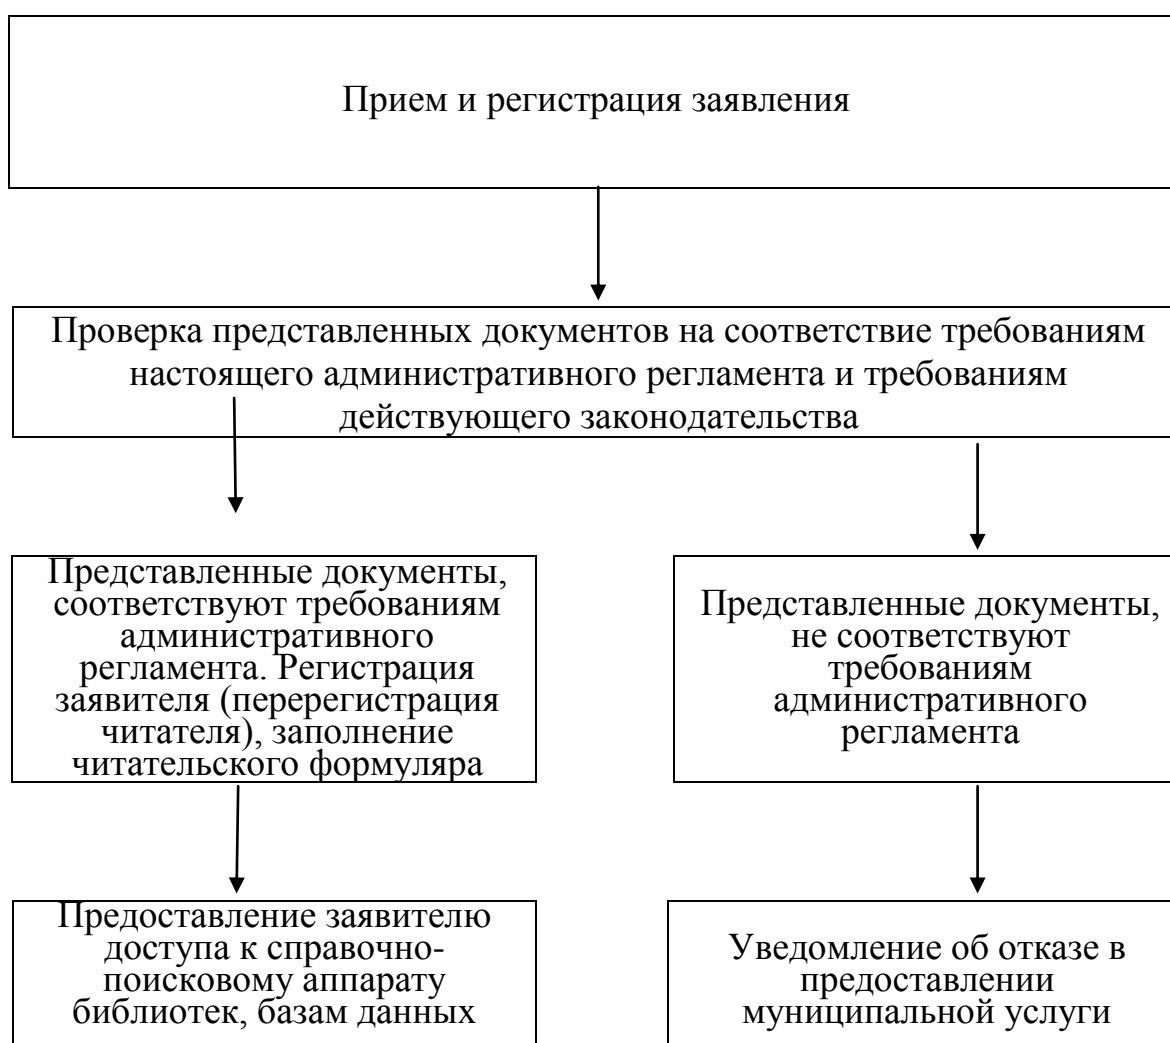 Прием и регистрация заявления
Проверка представленных документов на соответствие требованиям
настоящего административного регламента и требованиям
действующего законодательства
Представленные документы,
соответствуют требованиям
административного
регламента. Регистрация
заявителя (перерегистрация
читателя), заполнение
читательского формуляра
Представленные документы,
не соответствуют
требованиям
административного
регламента
Предоставление заявителю
доступа к справочно-
поисковому аппарату
библиотек, базам данных
Уведомление об отказе в
предоставлении
муниципальной услуги